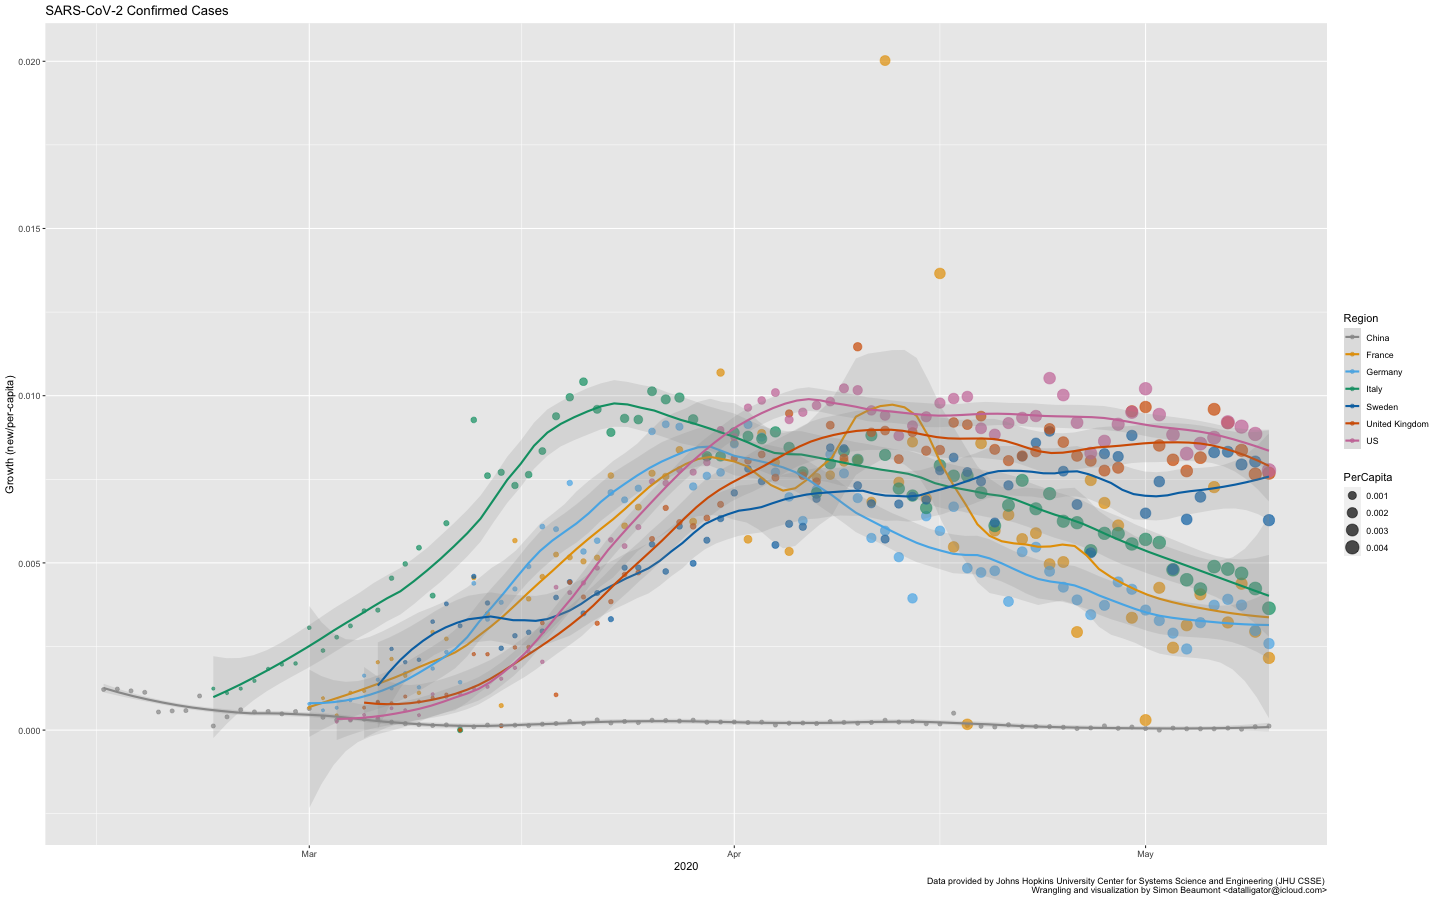 SARS-CoV-2 Confirmed Cases
Growth (new/per-capita)
0.020
0.015
0.010
0.005
0.000
Mar
Apr
May
2020
Region
China
France
Germany
Italy
Sweden
United Kingdom
US
PerCapita
0.001
0.002
0.003
0.004
Data provided by Johns Hopkins University Center for Systems Science and Engineering (JHU CSSE)
Wrangling and visualization by Simon Beaumont <datalligator@icloud.com>